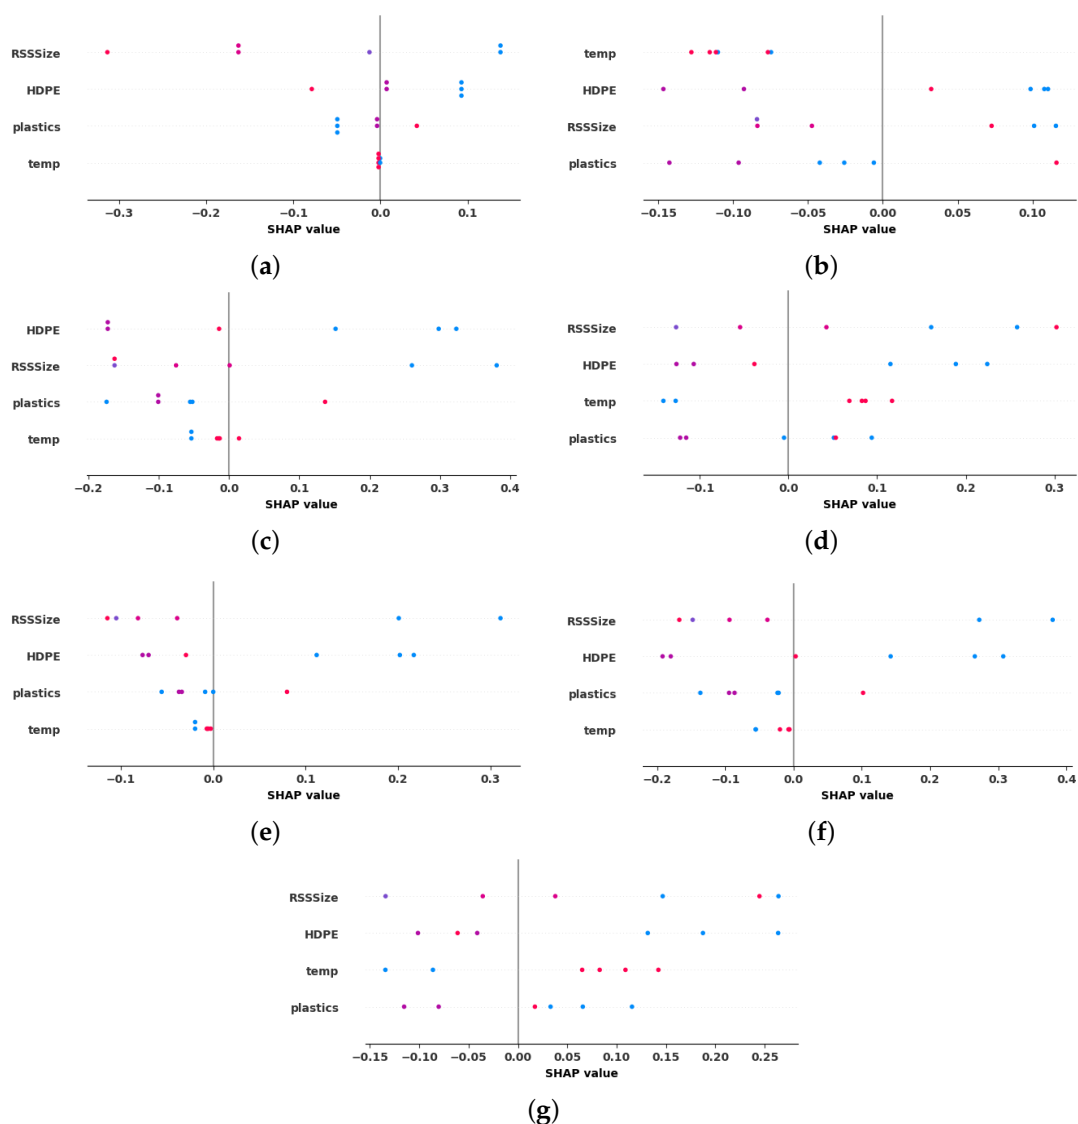 RSSSize
HDPE
plastics
temp
−0.3 −0.2 −0.1 0.0 0.1
SHAP value
(a)
temp
HDPE
RSSSize
plastics
−0.15 −0.10 −0.05 0.00 0.05 0.10
SHAP value
(b)
HDPE
RSSSize
plastics
temp
−0.2 −0.1 0.0 0.1 0.2 0.3 0.4
SHAP value
(c)
RSSSize
HDPE
temp
plastics
−0.1 0.0 0.1 0.2 0.3
SHAP value
(d)
RSSSize
HDPE
plastics
temp
−0.1 0.0 0.1 0.2 0.3
SHAP value
(e)
RSSSize
HDPE
plastics
temp
−0.2 −0.1 0.0 0.1 0.2 0.3 0.4
SHAP value
(f)
RSSSize
HDPE
temp
plastics
−0.15 −0.10 −0.05 0.00 0.05 0.10 0.15 0.20 0.25
SHAP value
(g)